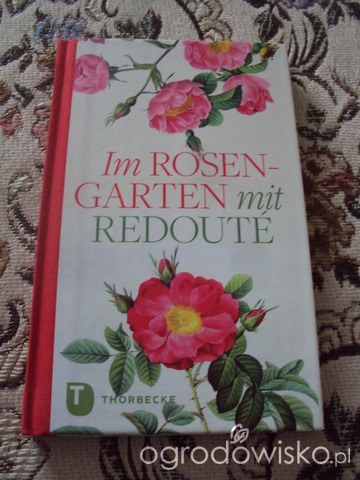 Im ROSEN-
GARTEN mit
REDOUTÉ
T
THORBECKE
ogrodowisko.pl